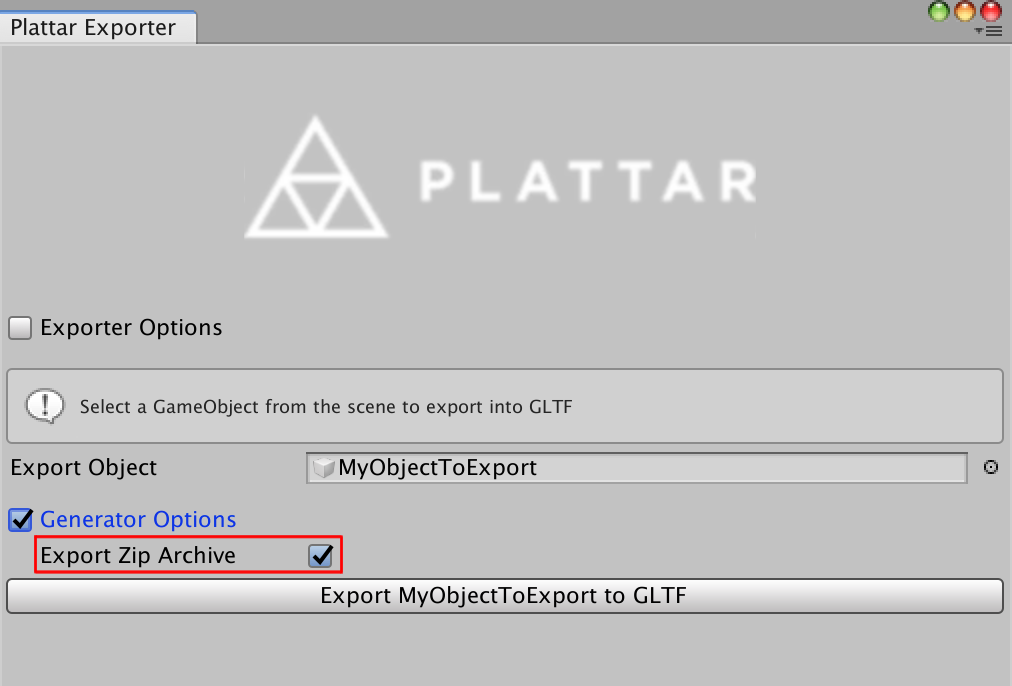 Plattar Exporter
PLATTAR
Exporter Options
Select a GameObject from the scene to export into GLTF
Export Object MyObjectToExport
Generator Options
Export Zip Archive
Export MyObjectToExport to GLTF